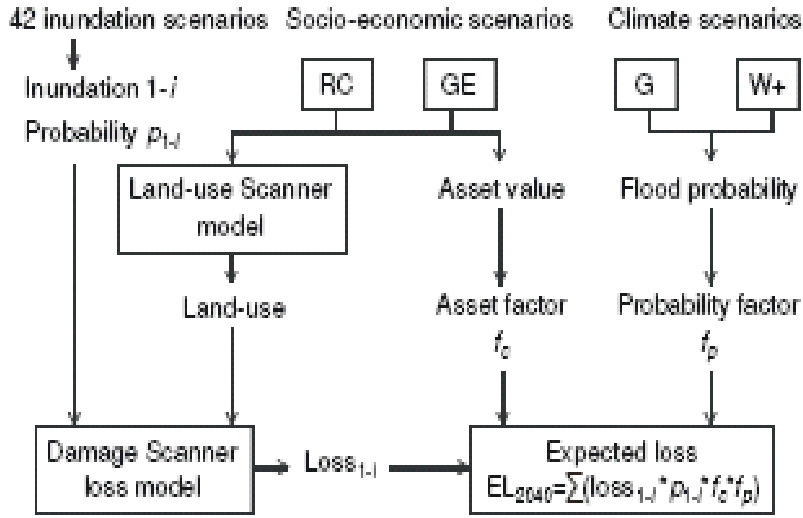 42 inundation scenarios
Socio-economic scenarios
Climate scenarios
Inundation 1-i
Probability p1-i
RC
GE
G
W+
Land-use Scanner
model
Asset value
Flood probability
Land-use
Asset factor
fc
Probability factor
fp
Damage Scanner
loss model
Loss1-i
Expected loss
EL2040=∑(loss1-i*p1-i*fc*fp)